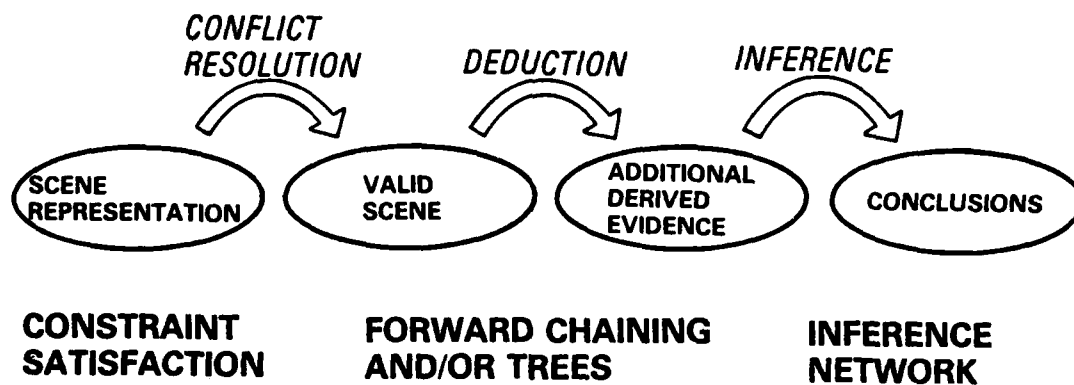 CONFLICT
RESOLUTION
DEDUCTION
INFERENCE
SCENE
REPRESENTATION
VALID
SCENE
ADDITIONAL
DERIVED
EVIDENCE
CONCLUSIONS
CONSTRAINT
SATISFACTION
FORWARD CHAINING
AND/OR TREES
INFERENCE
NETWORK